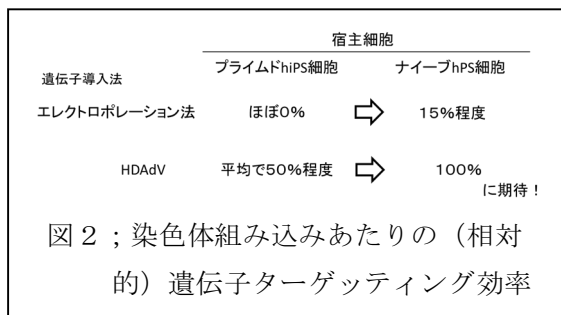 宿主細胞
遺伝子導入法 プライムドhiPS細胞 ナイーブhPS細胞
エレクトロポレーション法 ほぼ0% ⇨ 15%程度
HDAdV 平均で50%程度 ⇨ 100%
に期待！
図２；染色体組み込みあたりの（相対
的）遺伝子ターゲッティング効率